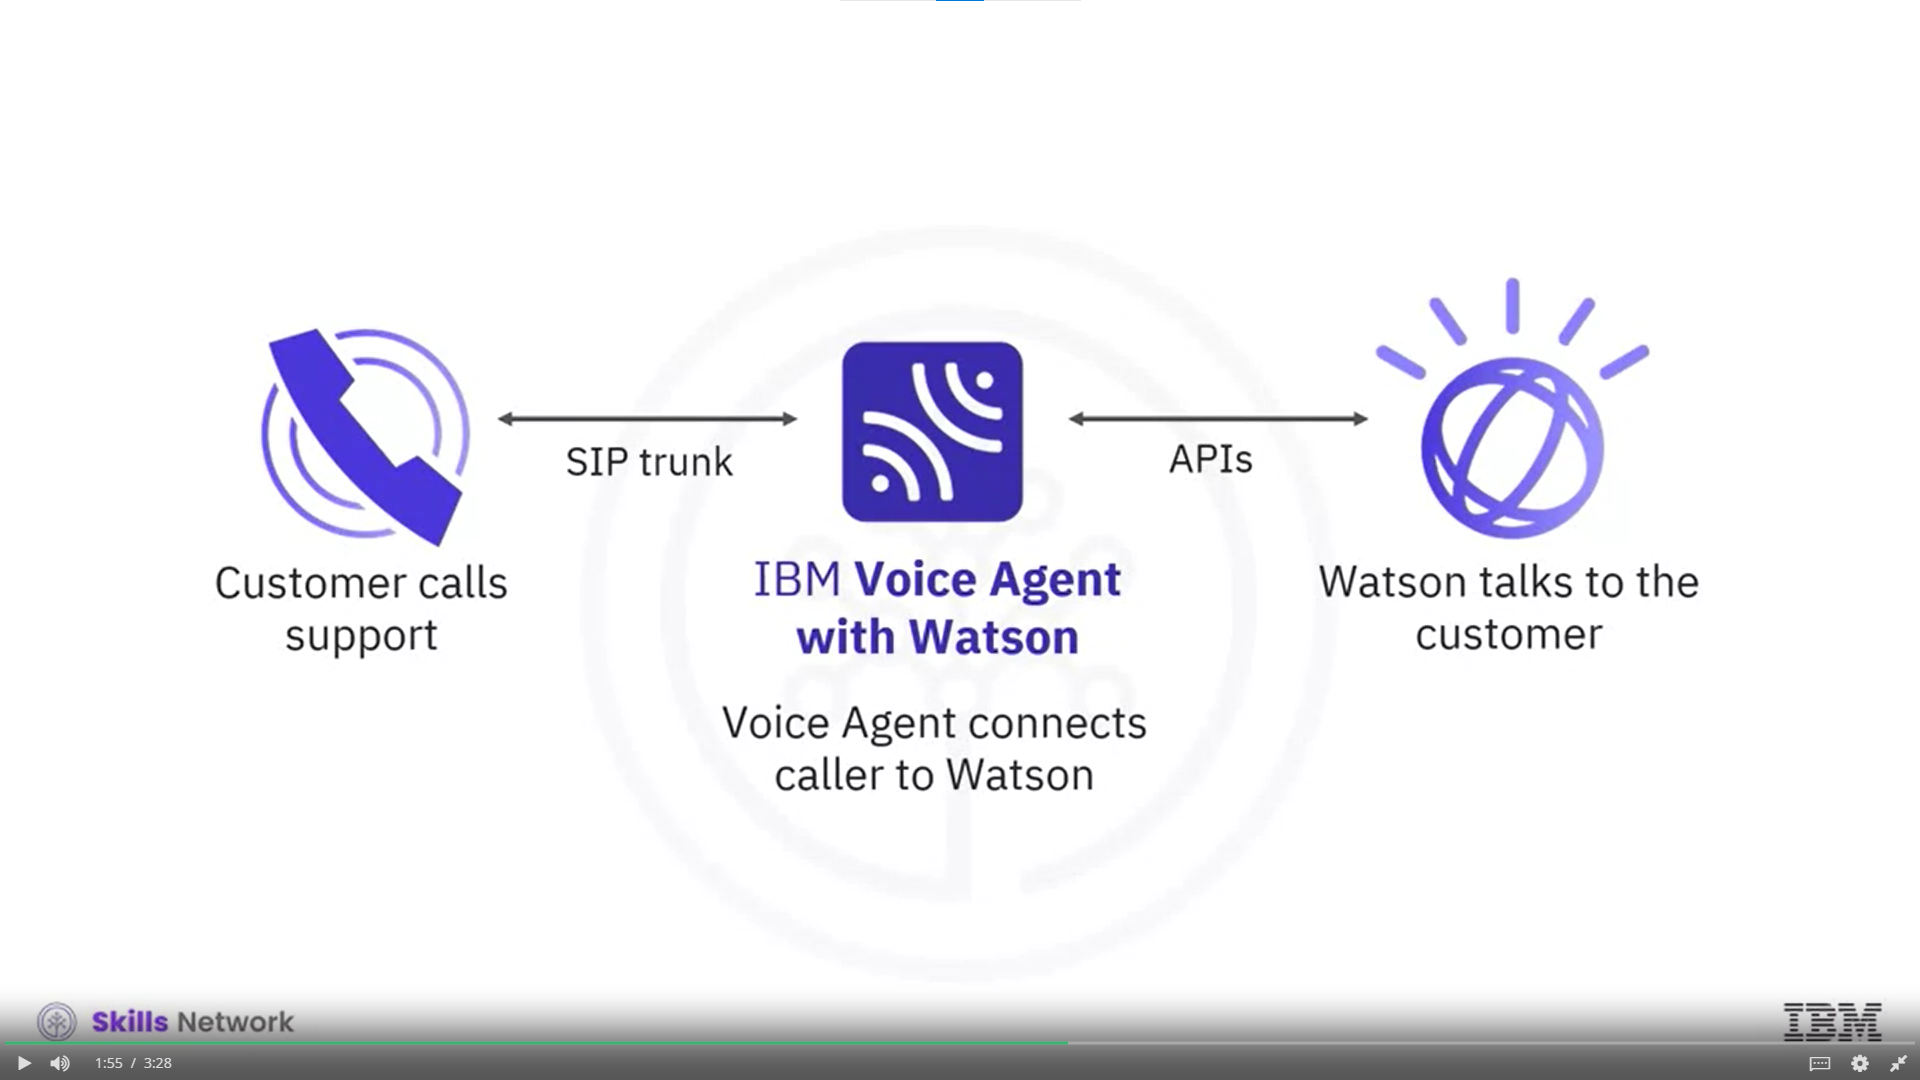 SIP trunk
APIs
Customer calls
support
IBM Voice Agent
with Watson
Watson talks to the
customer
Voice Agent connects
caller to Watson
Skills Network
IBM
1:55 / 3:28